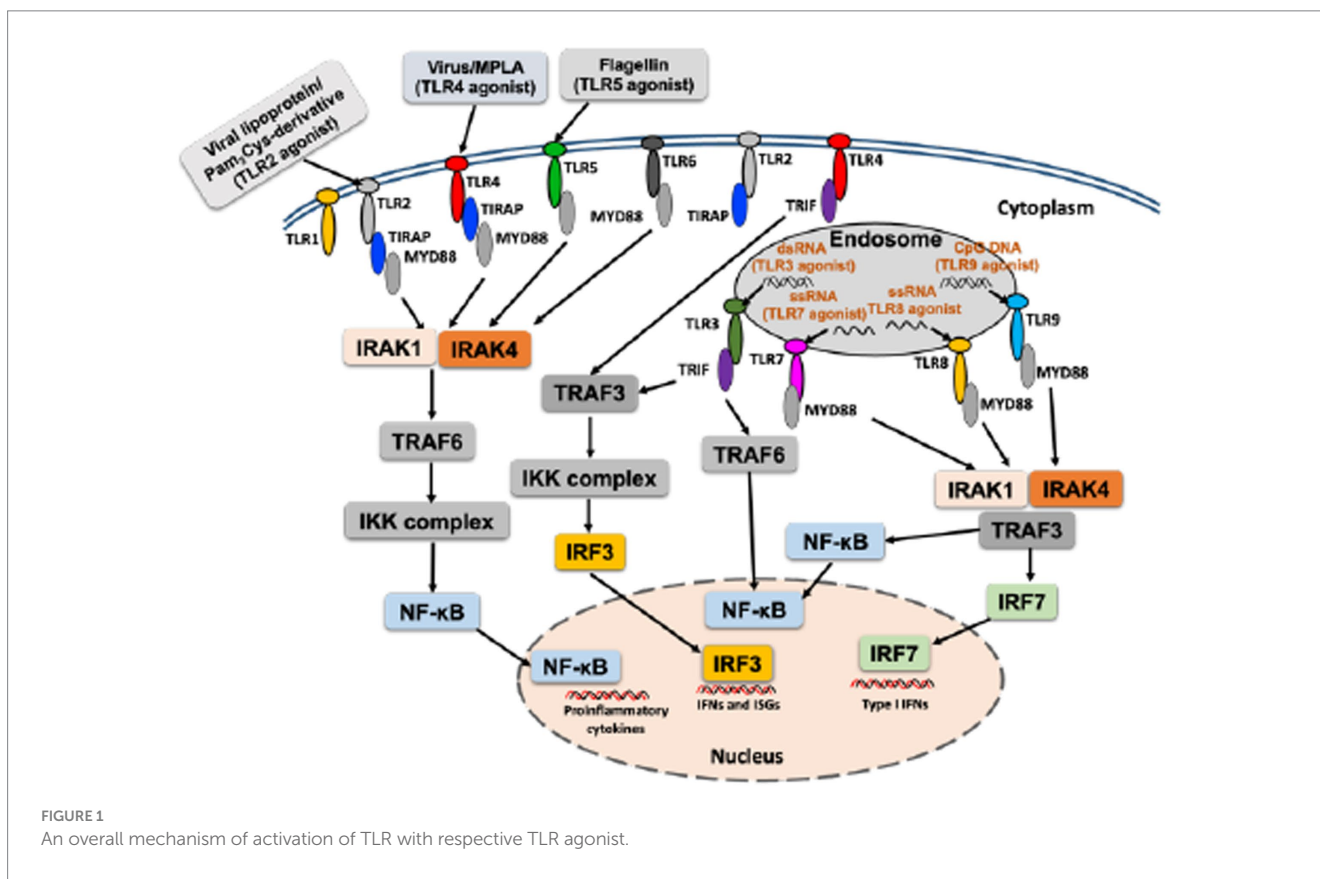 Viral lipoprotein/
Pam3Cys-derivative
(TLR2 agonist)
Virus/MPLA
(TLR4 agonist)
Flagellin
(TLR5 agonist)
TLR1
TLR2
TIRAP
MYD88
TLR4
TIRAP
MYD88
TLR5
MYD88
TLR6
TLR2
TIRAP
TLR4
TRIF
Cytoplasm
Endosome
dsRNA
(TLR3 agonist)
CpG DNA
(TLR9 agonist)
ssRNA
(TLR7 agonist)
ssRNA
TLR8 agonist
TLR3
TRIF
TLR7
MYD88
TLR8
MYD88
TLR9
MYD88
IRAK1
IRAK4
TRAF6
IKK complex
NF-κB
TRAF3
IKK complex
IRF3
TRAF6
IRAK1
IRAK4
TRAF3
NF-κB
IRF7
NF-κB
NF-κB
Proinflammatory
cytokines
IRF3
IFNs and ISGs
IRF7
Type I IFNs
Nucleus
FIGURE 1
An overall mechanism of activation of TLR with respective TLR agonist.